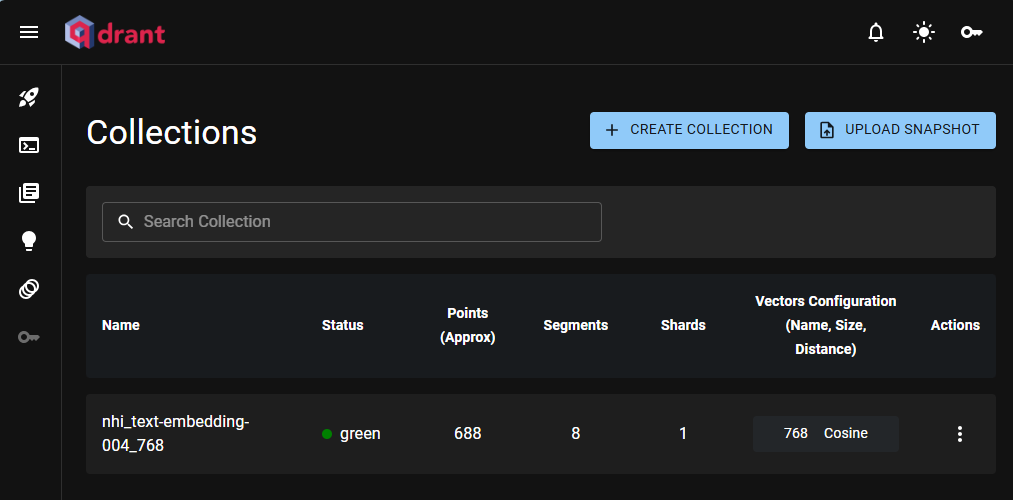 qdrant
Collections
CREATE COLLECTION
UPLOAD SNAPSHOT
Search Collection
Name
Status
Points
(Approx)
Segments
Shards
Vectors Configuration
(Name, Size,
Distance)
Actions
nhi_text-embedding-
004_768
green
688
8
1
768 Cosine